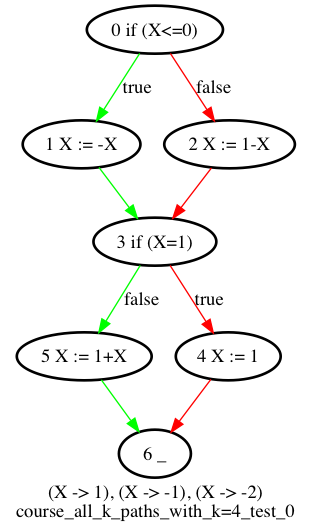 0 if (X<=0)
true
false
1 X := -X
2 X := 1-X
3 if (X=1)
false
true
5 X := 1+X
4 X := 1
6 _
(X -> 1), (X -> -1), (X -> -2)
course_all_k_paths_with_k=4_test_0